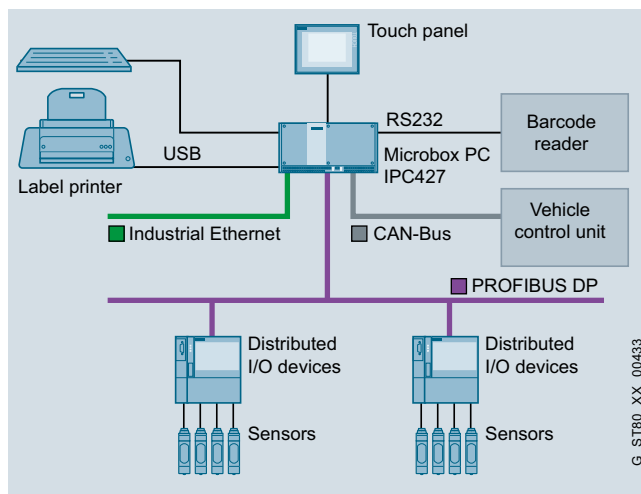 Touch panel
RS232
Barcode
reader
USB
Microbox PC
IPC427
Label printer
Vehicle
control unit
Industrial Ethernet
CAN-Bus
PROFIBUS DP
Distributed
I/O devices
Distributed
I/O devices
Sensors
Sensors
G_ST80_XX_00433